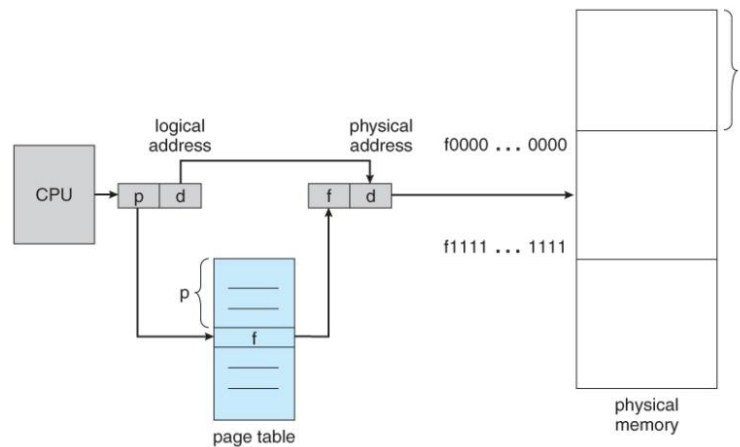 logical
address
physical
address
f0000 ... 0000
CPU
p
d
f
d
f1111 ... 1111
p
f
physical
memory
page table